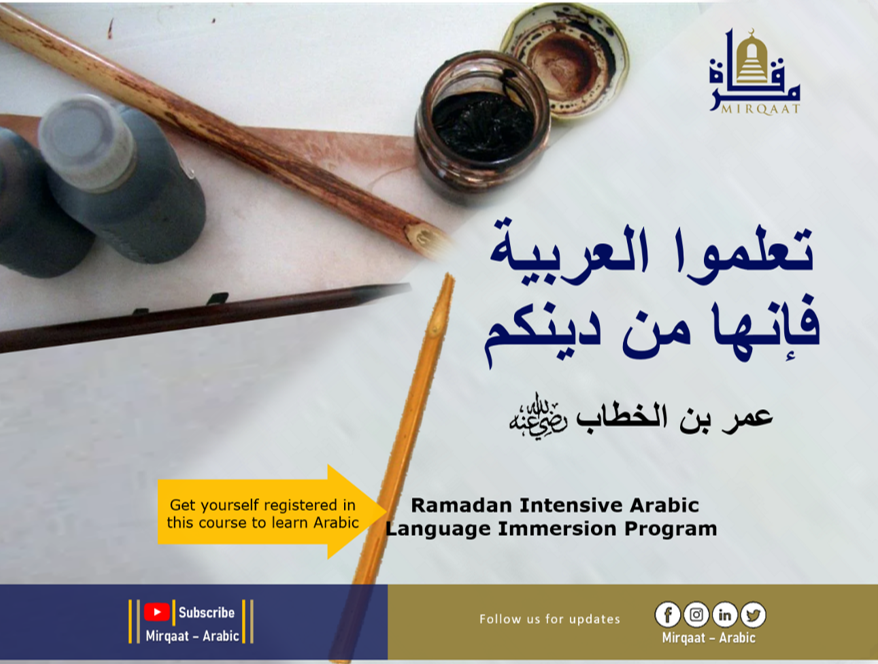 مرقاة
MIRQAAT
تعلموا العربية
فإنها من دينكم
عمر بن الخطاب رضي الله عنه
Get yourself registered in
this course to learn Arabic
Ramadan Intensive Arabic
Language Immersion Program
Subscribe
Mirqaat – Arabic
Follow us for updates
Mirqaat – Arabic